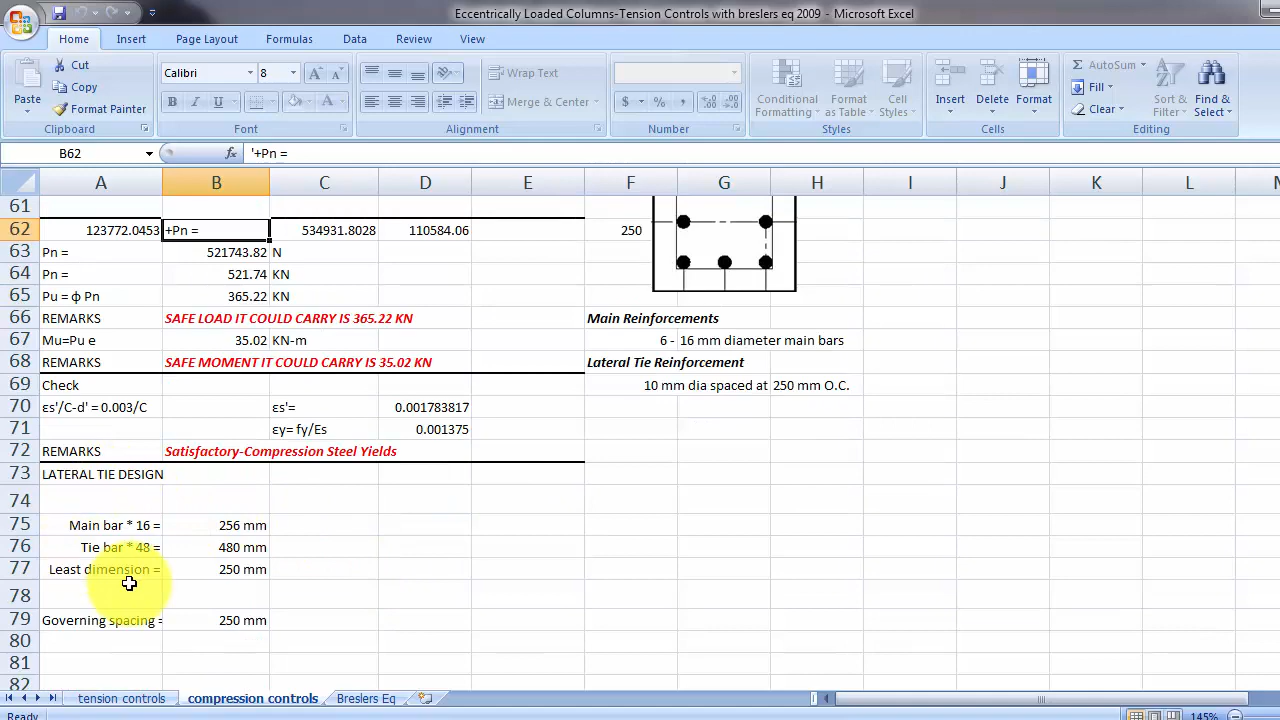 Eccentrically Loaded Columns-Tension Controls with breslers eq 2009 - Microsoft Excel
Home Insert Page Layout Formulas Data Review View
Paste Cut Copy Format Painter
Calibri 8
B I U
Wrap Text
Merge & Center
$ % ,
Conditional Formatting Format as Table Cell Styles
Insert Delete Format
AutoSum Fill Clear
Sort & Filter Find & Select
Clipboard Font Alignment Number Styles Cells Editing
B62 fx '+Pn =
A B C D E F G H I J K L M
61
62 123772.0453 +Pn = 534931.8028 110584.06 250
63 Pn = 521743.82 N
64 Pn = 521.74 KN
65 Pu = ф Pn 365.22 KN
66 REMARKS SAFE LOAD IT COULD CARRY IS 365.22 KN Main Reinforcements
67 Mu=Pu e 35.02 KN-m 6 - 16 mm diameter main bars
68 REMARKS SAFE MOMENT IT COULD CARRY IS 35.02 KN Lateral Tie Reinforcement
69 Check 10 mm dia spaced at 250 mm O.C.
70 εs'/C-d' = 0.003/C εs'= 0.001783817
71 εy= fy/Es 0.001375
72 REMARKS Satisfactory-Compression Steel Yields
73 LATERAL TIE DESIGN
74
75 Main bar * 16 = 256 mm
76 Tie bar * 48 = 480 mm
77 Least dimension = 250 mm
78
79 Governing spacing = 250 mm
80
81
82
tension controls compression controls Breslers Eq
Ready 145%